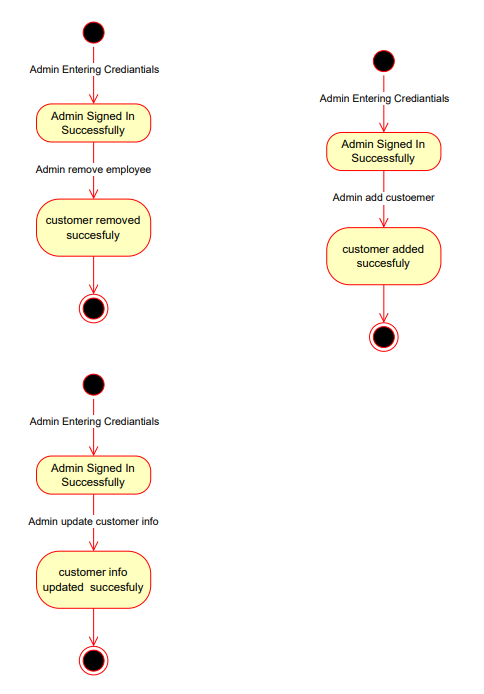 Admin Entering Crediantials
Admin Signed In
Successfully
Admin remove employee
customer removed
succesfuly
Admin Entering Crediantials
Admin Signed In
Successfully
Admin add custoemer
customer added
succesfuly
Admin Entering Crediantials
Admin Signed In
Successfully
Admin update customer info
customer info
updated  succesfuly